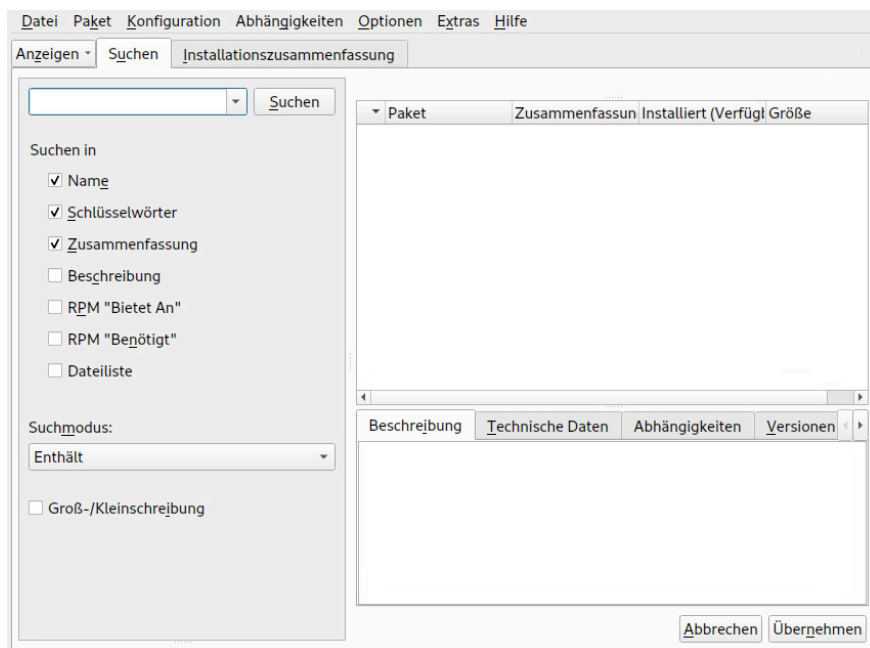 Datei Paket Konfiguration Abhängigkeiten Optionen Extras Hilfe
Anzeigen Suchen Installationszusammenfassung
Suchen
Suchen in
Name
Schlüsselwörter
Zusammenfassung
Beschreibung
RPM "Bietet An"
RPM "Benötigt"
Dateiliste
Suchmodus:
Enthält
Groß-/Kleinschreibung
Paket Zusammenfassun Installiert (Verfügb Größe
Beschreibung Technische Daten Abhängigkeiten Versionen
Abbrechen Übernehmen